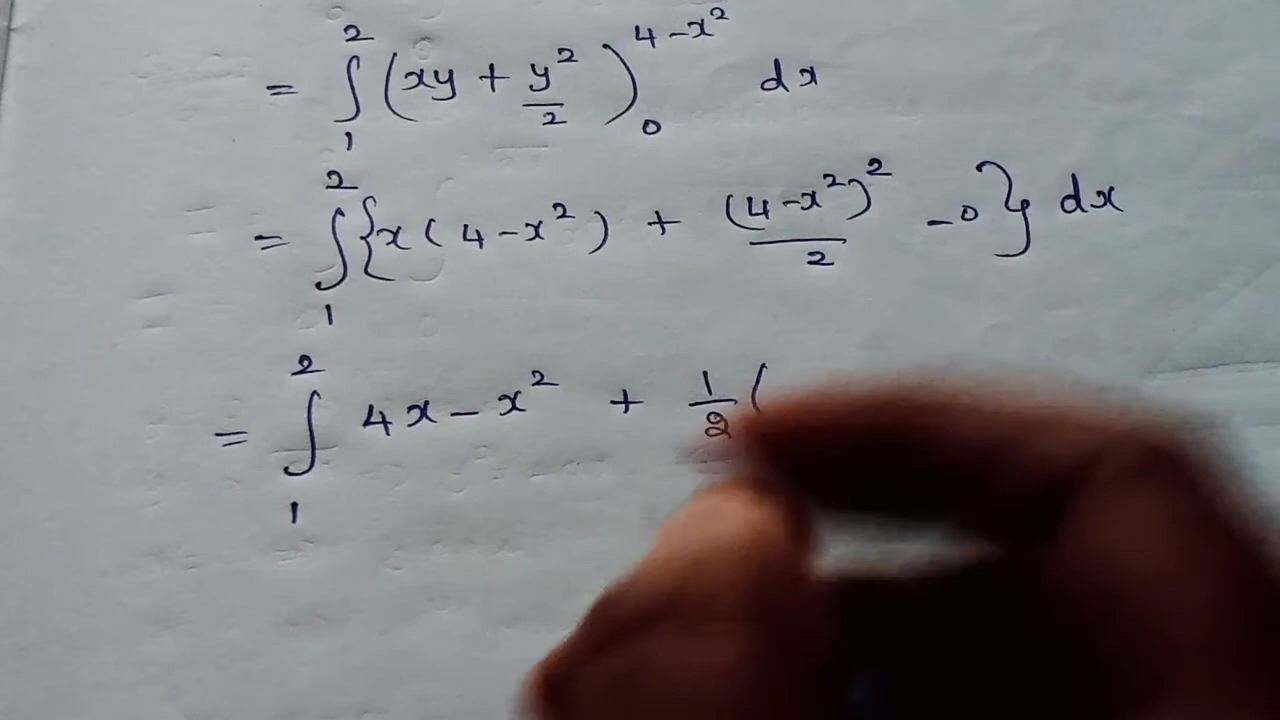 = ∫₁² (xy + y²/2)₀^(4-x²) dx
= ∫₁² {x(4-x²) + (4-x²)²/2 - 0} dx
= ∫₁² 4x - x² + 1/2 (